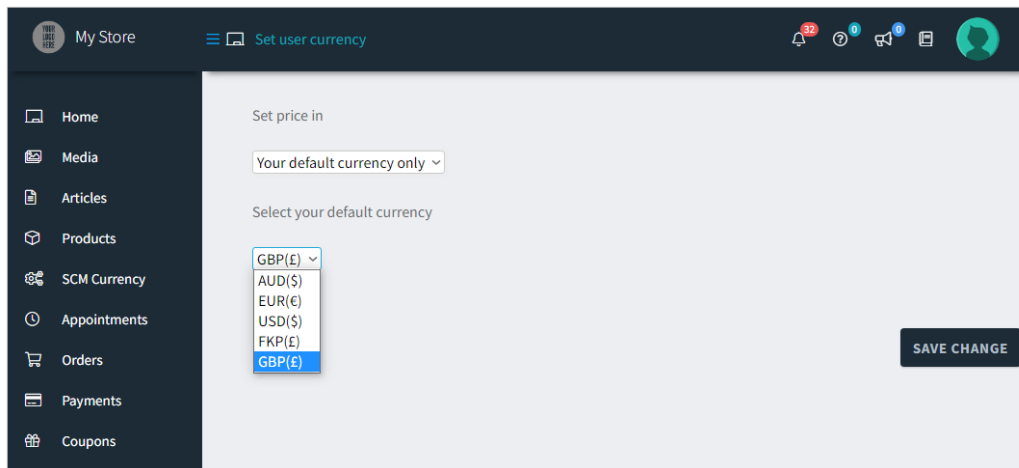 YOUR
LOGO
HERE
My Store
Set user currency
32
0
0
Home
Media
Articles
Products
SCM Currency
Appointments
Orders
Payments
Coupons
Set price in
Your default currency only
Select your default currency
GBP(£)
AUD($)
EUR(€)
USD($)
FKP(£)
GBP(£)
SAVE CHANGE